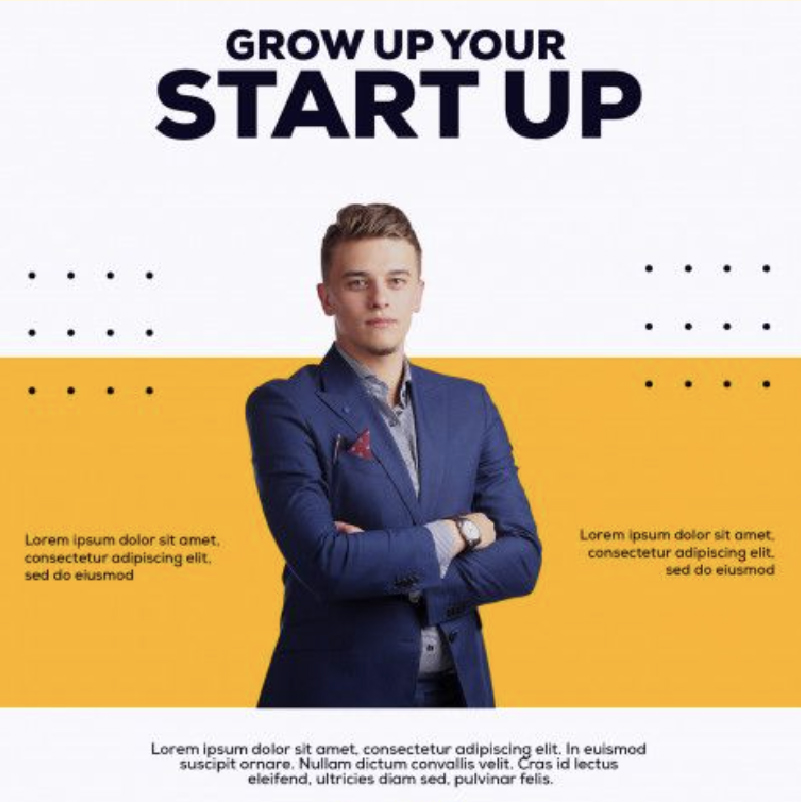 GROW UP YOUR
START UP
Lorem ipsum dolor sit amet,
consectetur adipiscing elit,
sed do eiusmod
Lorem ipsum dolor sit amet,
consectetur adipiscing elit,
sed do eiusmod
Lorem ipsum dolor sit amet, consectetur adipiscing elit. In euismod
suscipit ornare. Nullam dictum convallis velit. Cras id lectus
eleifend, ultricies diam sed, pulvinar felis.